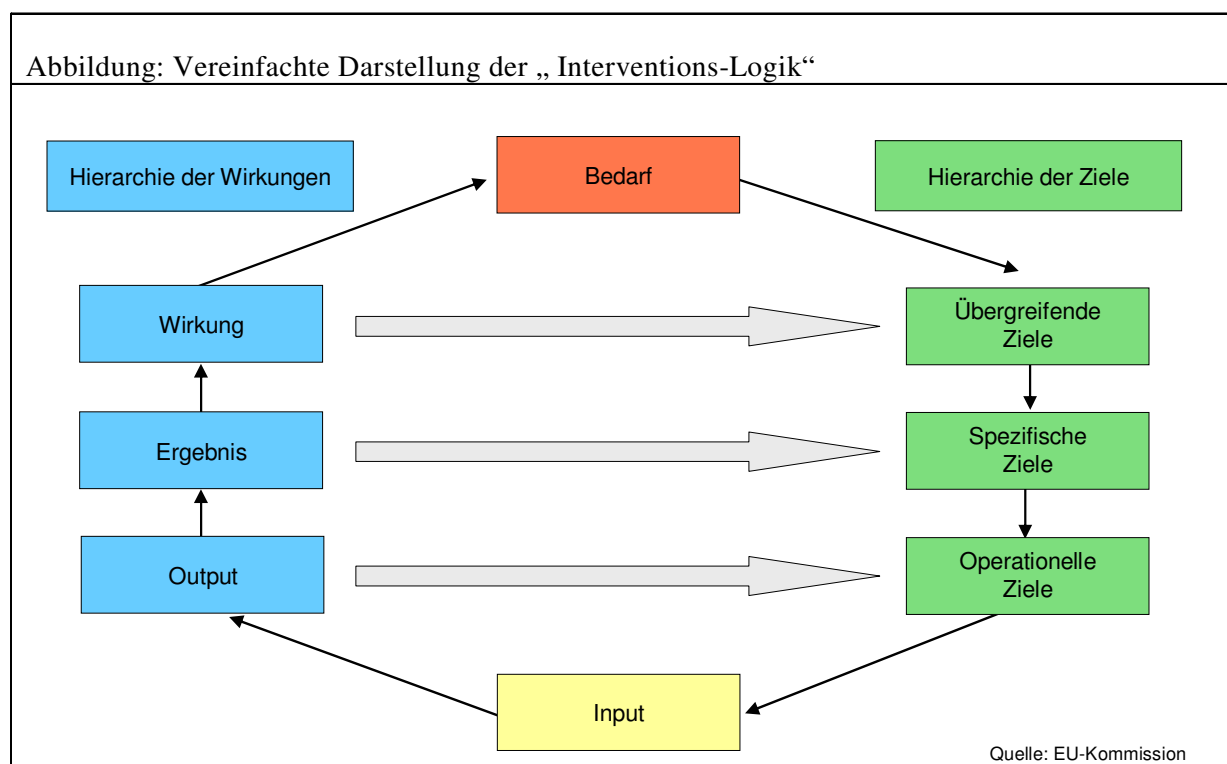 Abbildung: Vereinfachte Darstellung der „ Interventions-Logik“
Hierarchie der Wirkungen
Bedarf
Hierarchie der Ziele
Wirkung
Übergreifende
Ziele
Ergebnis
Spezifische
Ziele
Output
Operationelle
Ziele
Input
Quelle: EU-Kommission